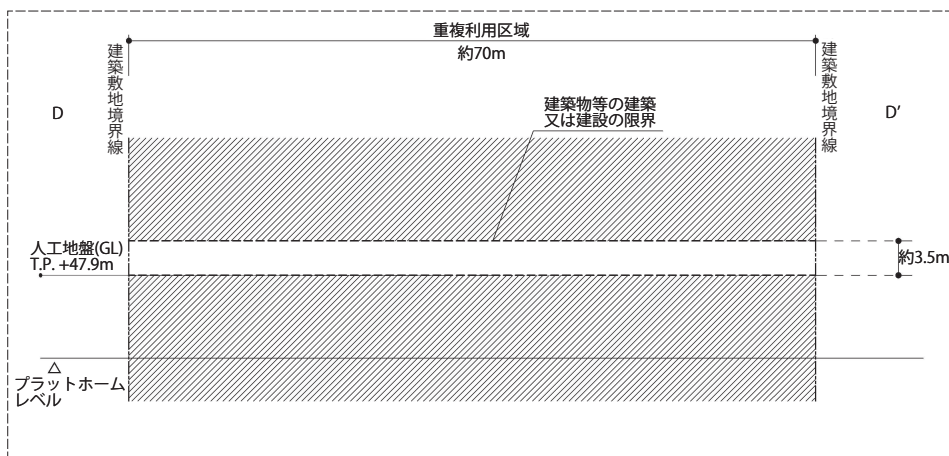 重複利用区域
約70m
建築敷地境界線
建築敷地境界線
D
D'
建築物等の建築
又は建設の限界
人工地盤(GL)
T.P. +47.9m
約3.5m
プラットホーム
レベル